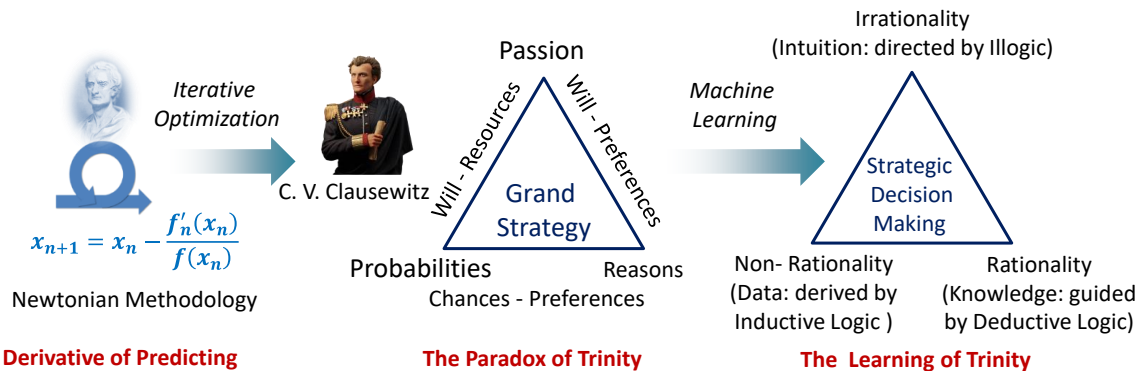 Iterative
Optimization
C. V. Clausewitz
x_{n+1} = x_n - \frac{f'_n(x_n)}{f(x_n)}
Newtonian Methodology
Derivative of Predicting
Passion
Will - Resources
Will - Preferences
Grand
Strategy
Probabilities
Reasons
Chances - Preferences
The Paradox of Trinity
Machine
Learning
Irrationality
(Intuition: directed by Illogic)
Strategic
Decision
Making
Non- Rationality
(Data: derived by
Inductive Logic )
Rationality
(Knowledge: guided
by Deductive Logic)
The Learning of Trinity